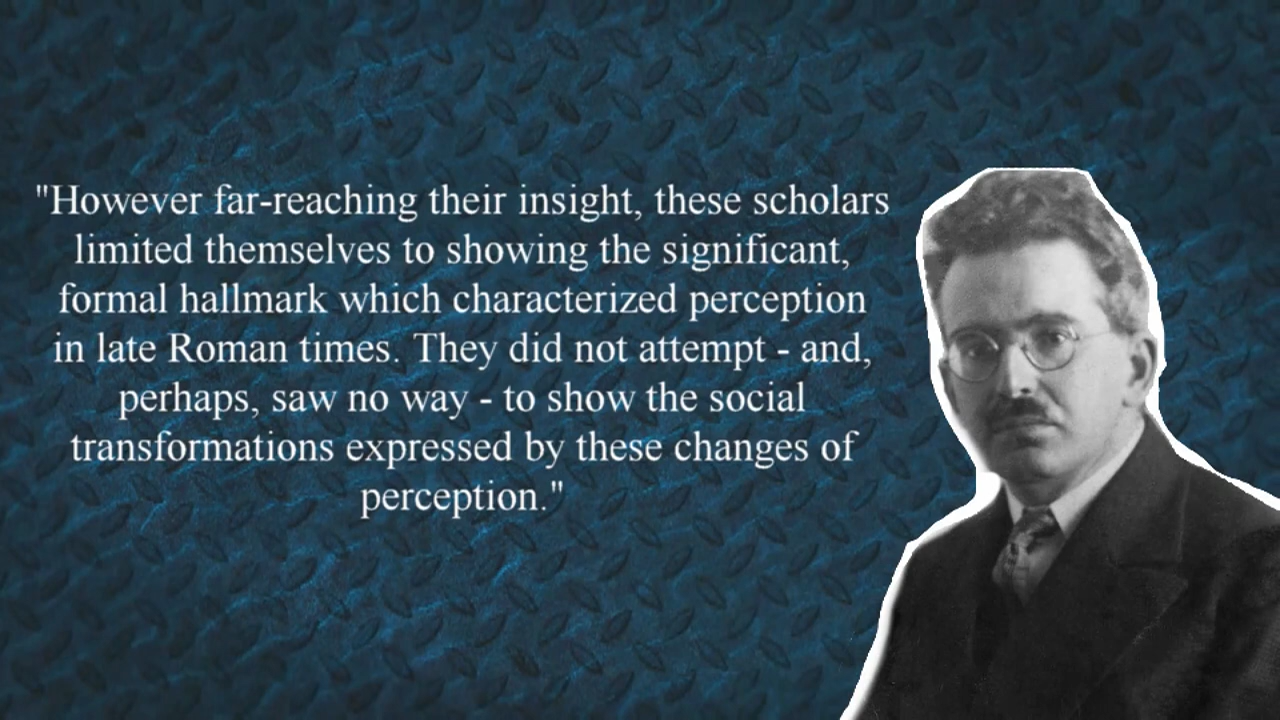 "However far-reaching their insight, these scholars
limited themselves to showing the significant,
formal hallmark which characterized perception
in late Roman times. They did not attempt - and,
perhaps, saw no way - to show the social
transformations expressed by these changes of
perception."